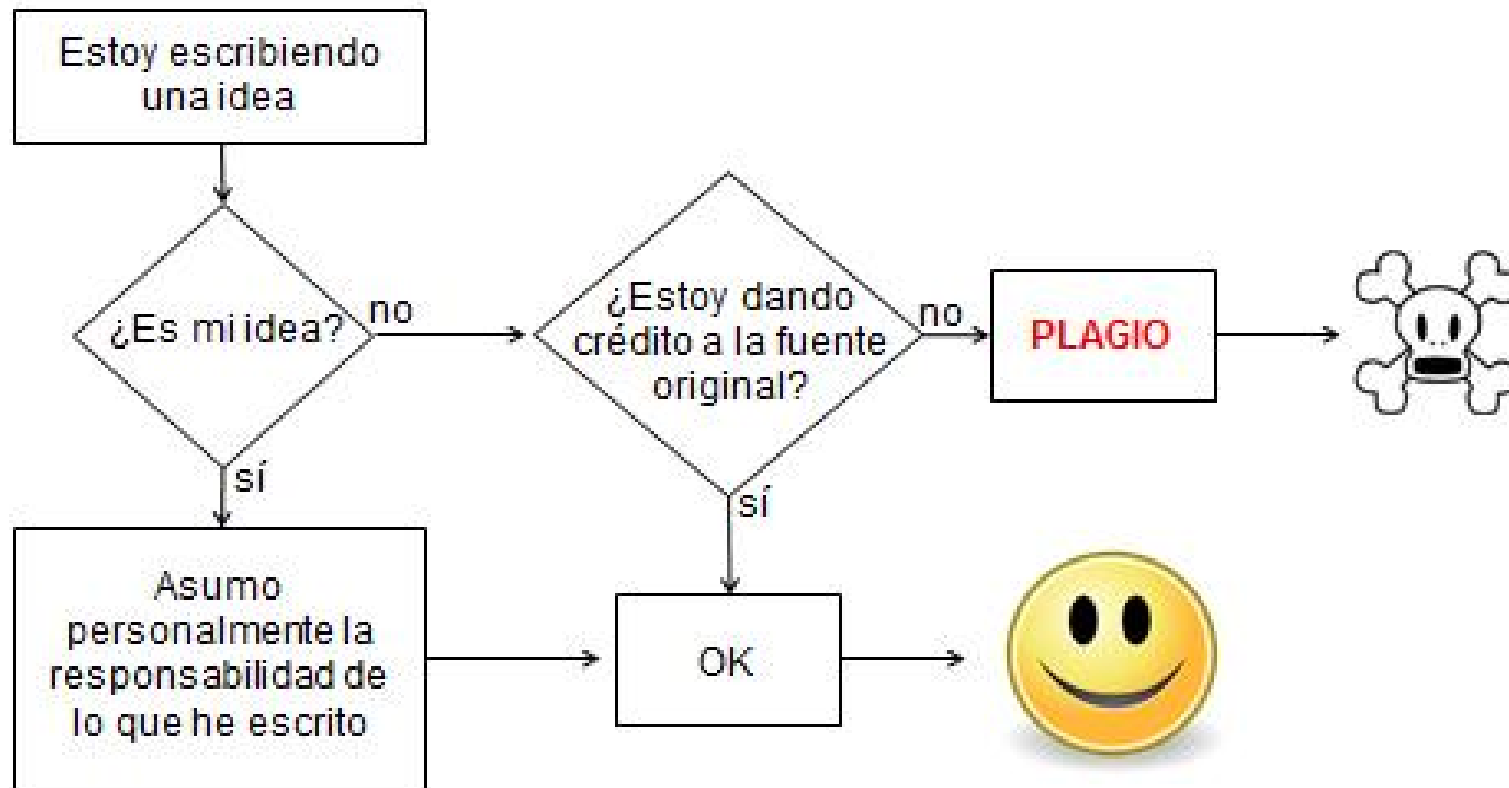 Estoy escribiendo
una idea
¿Es mi idea?
no
¿Estoy dando
crédito a la fuente
original?
no
PLAGIO
sí
sí
Asumo
personalmente la
responsabilidad de
lo que he escrito
OK